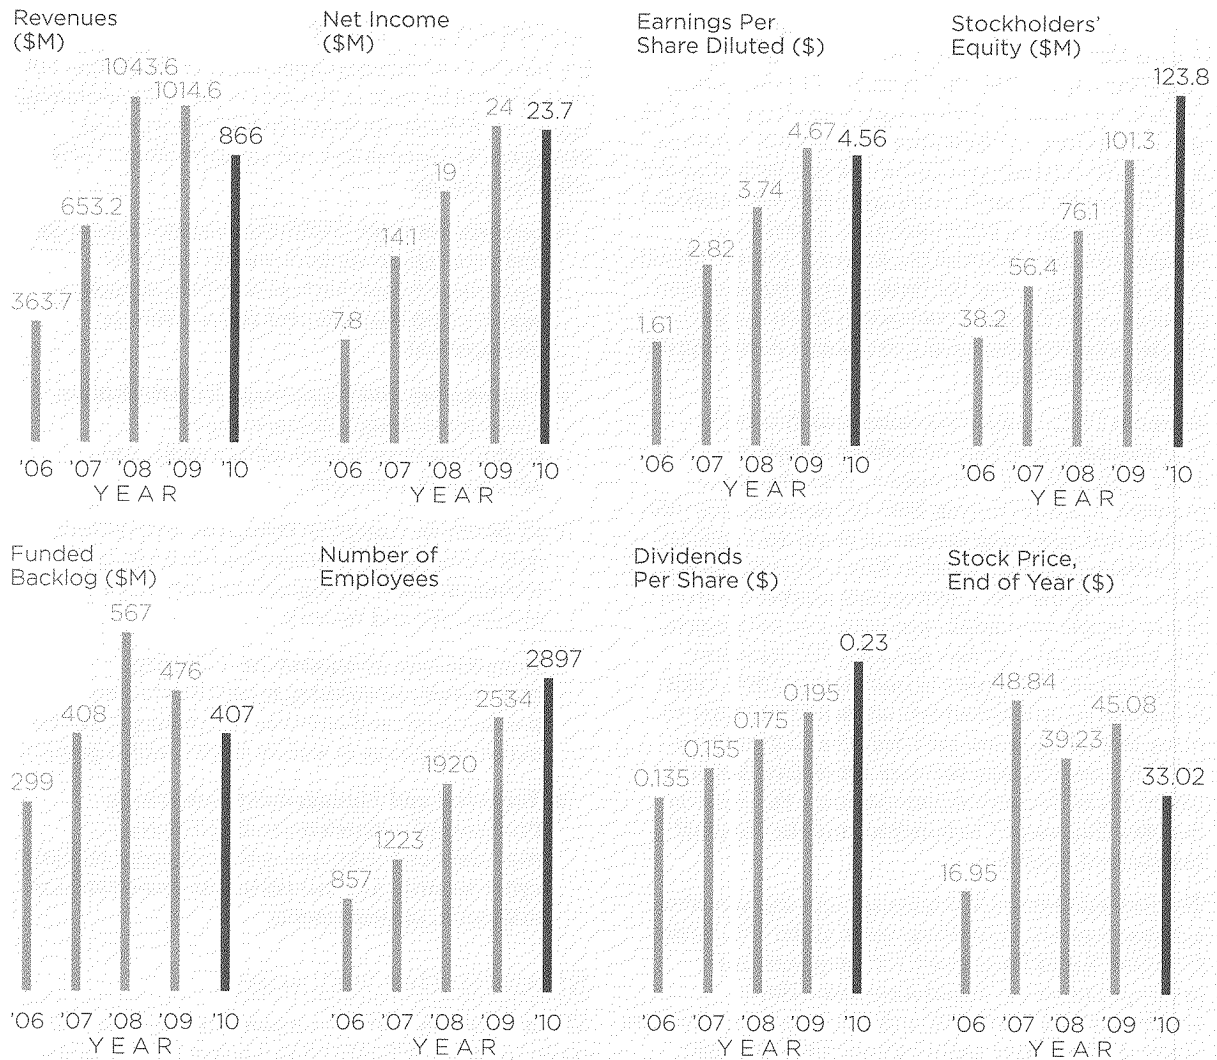 Revenues
($M)
1043.6
1014.6
866
653.2
363.7
'06 '07 '08 '09 '10
YEAR
Net Income
($M)
24
23.7
19
14.1
7.8
'06 '07 '08 '09 '10
YEAR
Earnings Per
Share Diluted ($)
4.67
4.56
3.74
2.82
1.61
'06 '07 '08 '09 '10
YEAR
Stockholders'
Equity ($M)
123.8
101.3
76.1
56.4
38.2
'06 '07 '08 '09 '10
YEAR
Funded
Backlog ($M)
567
476
408
407
299
'06 '07 '08 '09 '10
YEAR
Number of
Employees
2897
2534
1920
1223
857
'06 '07 '08 '09 '10
YEAR
Dividends
Per Share ($)
0.23
0.195
0.175
0.155
0.135
'06 '07 '08 '09 '10
YEAR
Stock Price,
End of Year ($)
48.84
45.08
39.23
33.02
16.95
'06 '07 '08 '09 '10
YEAR